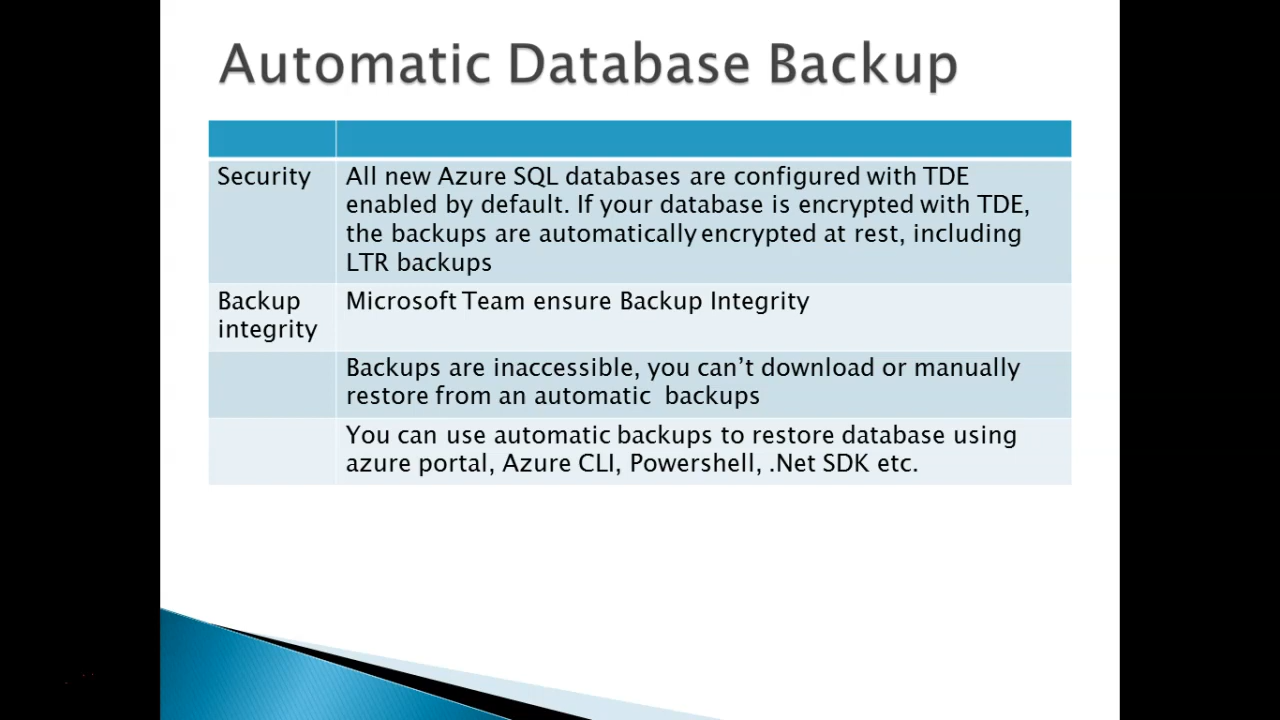 Automatic Database Backup
Security
All new Azure SQL databases are configured with TDE
enabled by default. If your database is encrypted with TDE,
the backups are automatically encrypted at rest, including
LTR backups
Backup
integrity
Microsoft Team ensure Backup Integrity
Backups are inaccessible, you can’t download or manually
restore from an automatic  backups
You can use automatic backups to restore database using
azure portal, Azure CLI, Powershell, .Net SDK etc.